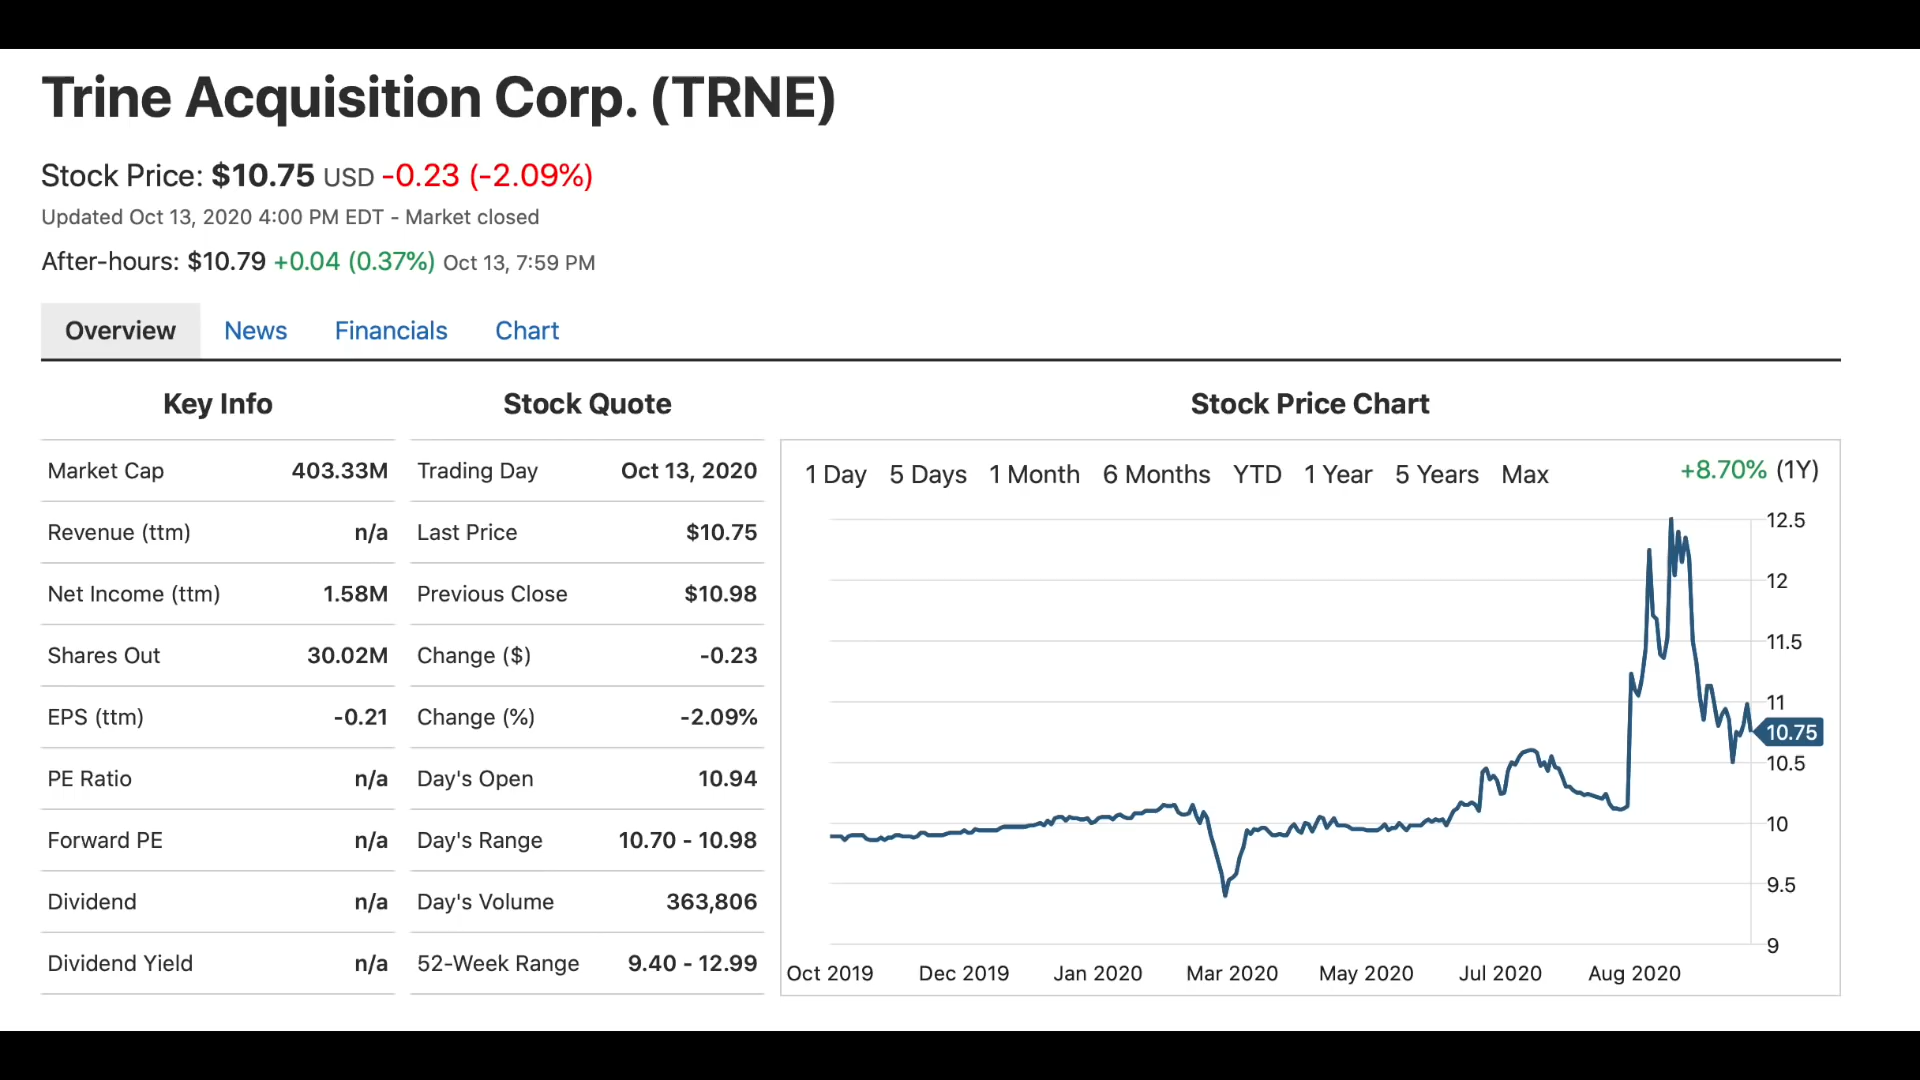 Trine Acquisition Corp. (TRNE)
Stock Price: $10.75 USD -0.23 (-2.09%)
Updated Oct 13, 2020 4:00 PM EDT - Market closed
After-hours: $10.79 +0.04 (0.37%) Oct 13, 7:59 PM
Overview News Financials Chart
Key Info
Market Cap 403.33M
Revenue (ttm) n/a
Net Income (ttm) 1.58M
Shares Out 30.02M
EPS (ttm) -0.21
PE Ratio n/a
Forward PE n/a
Dividend n/a
Dividend Yield n/a
Stock Quote
Trading Day Oct 13, 2020
Last Price $10.75
Previous Close $10.98
Change ($) -0.23
Change (%) -2.09%
Day's Open 10.94
Day's Range 10.70 - 10.98
Day's Volume 363,806
52-Week Range 9.40 - 12.99
Stock Price Chart
1 Day 5 Days 1 Month 6 Months YTD 1 Year 5 Years Max +8.70% (1Y)
12.5
12
11.5
11
10.75
10.5
10
9.5
9
Oct 2019 Dec 2019 Jan 2020 Mar 2020 May 2020 Jul 2020 Aug 2020